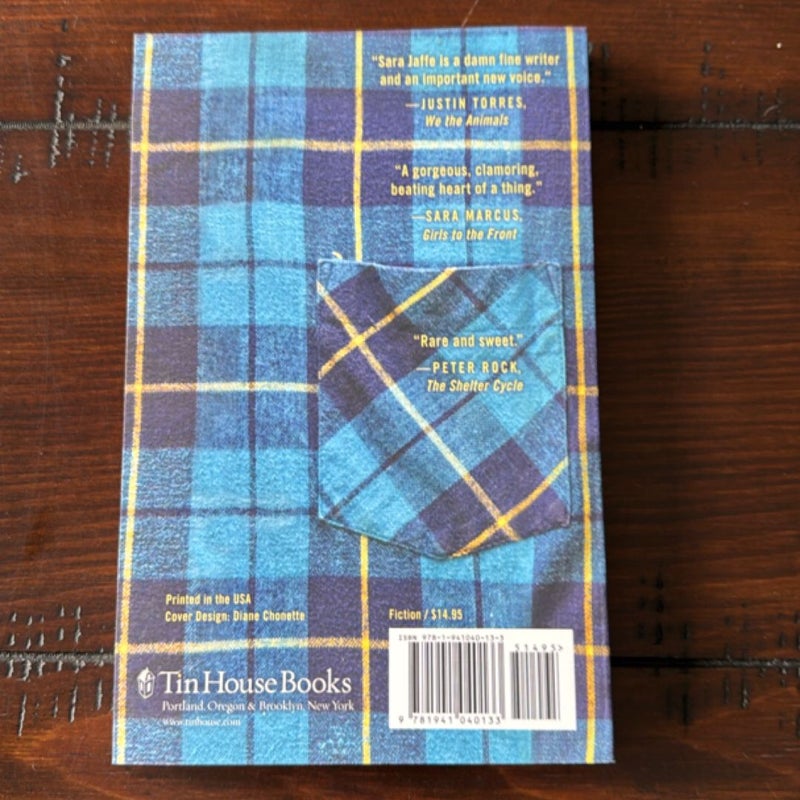 "Sara Jaffe is a damn fine writer
and an important new voice."
—JUSTIN TORRES,
We the Animals
"A gorgeous, clamoring,
beating heart of a thing."
—SARA MARCUS,
Girls to the Front
"Rare and sweet."
—PETER ROCK,
The Shelter Cycle
Printed in the USA
Cover Design: Diane Chonette
Fiction / $14.95
ISBN 978-1-941040-13-3
51495>
9 781941 040133
Tin House Books
Portland, Oregon & Brooklyn, New York
www.tinhouse.com